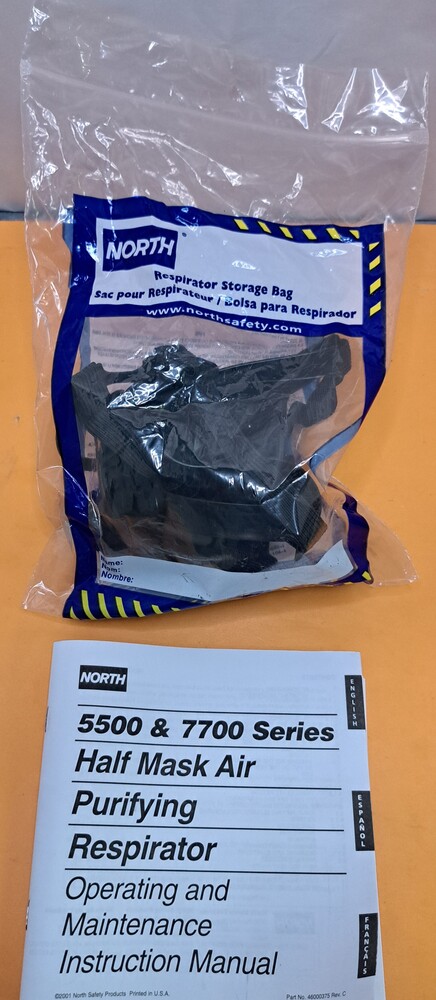 NORTH
Respirator Storage Bag
Sac pour Respirateur / Bolsa para Respirador
www.northsafety.com
Name:
Nom:
Nombre:
NORTH
5500 & 7700 Series
Half Mask Air
Purifying
Respirator
Operating and
Maintenance
Instruction Manual
©2001 North Safety Products Printed in U.S.A.
Part No. A6000375 Rev. C
ENGLISH
ESPAÑOL
FRANÇAIS